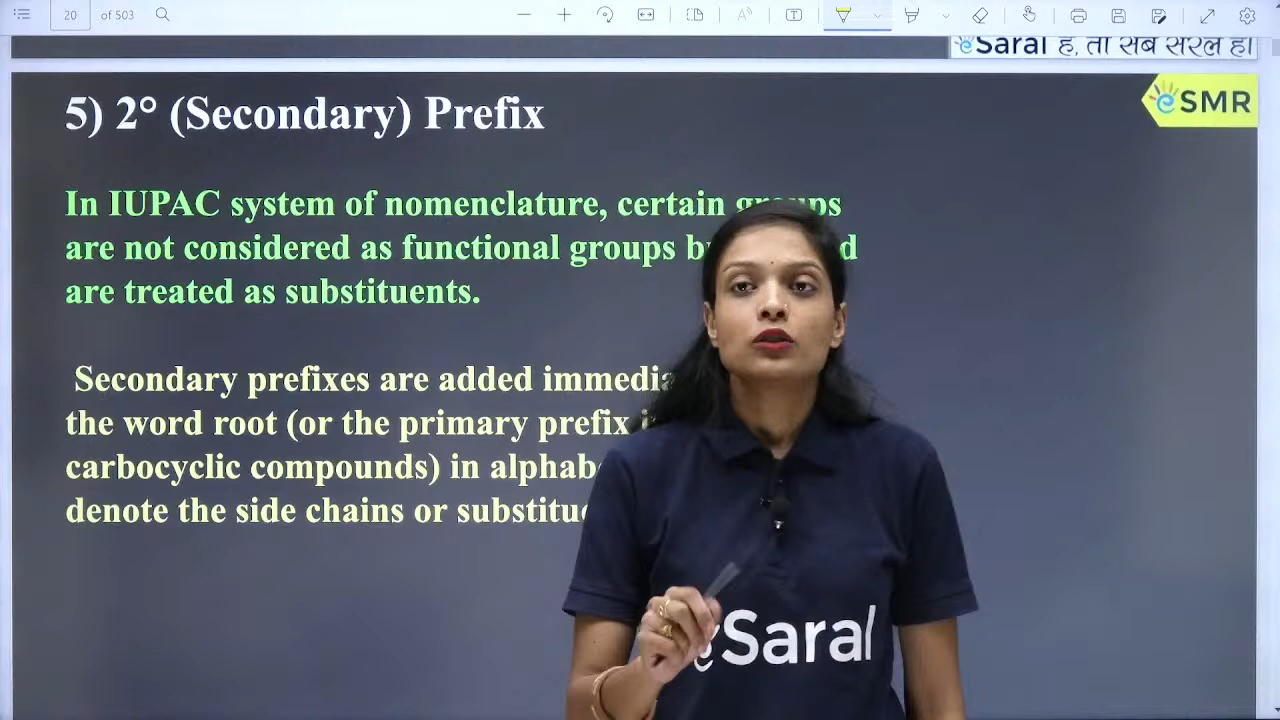 20 of 503
eSaral है, तो सब सरल है।
5) 2° (Secondary) Prefix
eSMR
In IUPAC system of nomenclature, certain groups
are not considered as functional groups
are treated as substituents.
Secondary prefixes are added
the word root (or the primary prefix
carbocyclic compounds) in
denote the side chains or
eSaral